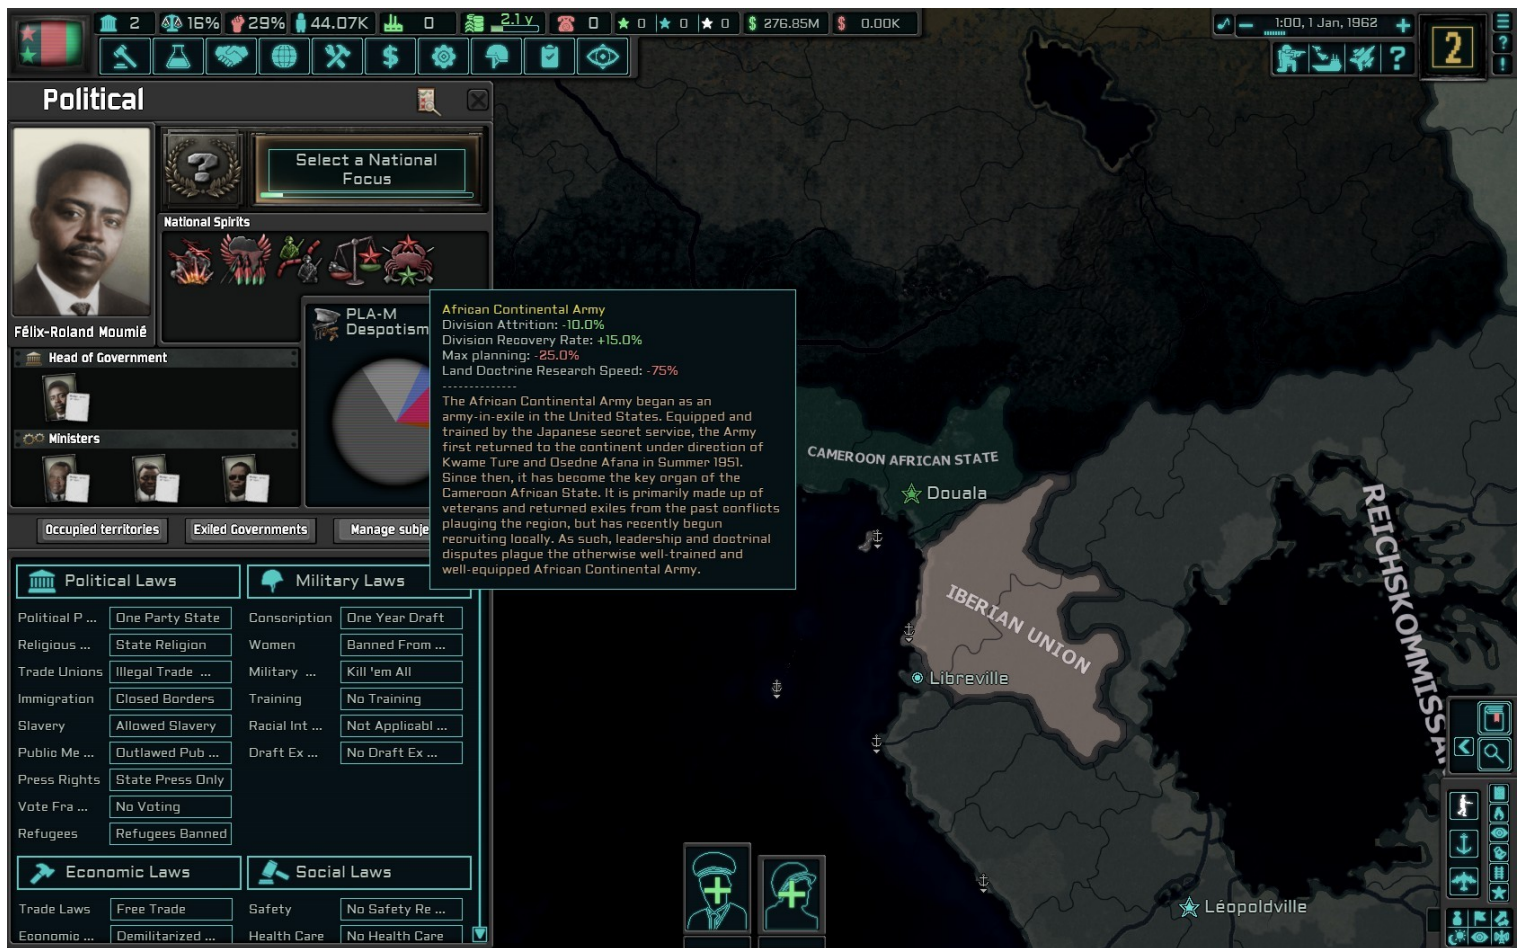 2
16%
29%
44.07K
0
2.1 y
0
0
0
0
$ 276.85M
$ 0.00K
1:00, 1 Jan, 1962
2
?
?
!
Political
Select a National
Focus
National Spirits
Félix-Roland Moumié
PLA-M
Despotism
Head of Government
Ministers
Occupied territories
Exiled Governments
Manage subje
African Continental Army
Division Attrition: -10.0%
Division Recovery Rate: +15.0%
Max planning: -25.0%
Land Doctrine Research Speed: -75%
--------------
The African Continental Army began as an
army-in-exile in the United States. Equipped and
trained by the Japanese secret service, the Army
first returned to the continent under direction of
Kwame Ture and Osedne Afana in Summer 1951.
Since then, it has become the key organ of the
Cameroon African State. It is primarily made up of
veterans and returned exiles from the past conflicts
plauging the region, but has recently begun
recruiting locally. As such, leadership and doctrinal
disputes plague the otherwise well-trained and
well-equipped African Continental Army.
Political Laws
Military Laws
Political P ... One Party State
Conscription One Year Draft
Religious ... State Religion
Women Banned From ...
Trade Unions Illegal Trade ...
Military ... Kill 'em All
Immigration Closed Borders
Training No Training
Slavery Allowed Slavery
Racial Int ... Not Applicabl ...
Public Me ... Outlawed Pub ...
Draft Ex ... No Draft Ex ...
Press Rights State Press Only
Vote Fra ... No Voting
Refugees Refugees Banned
Economic Laws
Social Laws
Trade Laws Free Trade
Safety No Safety Re ...
Economic ... Demilitarized ...
Health Care No Health Care
CAMEROON AFRICAN STATE
Douala
IBERIAN UNION
Libreville
REICHSKOMMISSA
Léopoldville